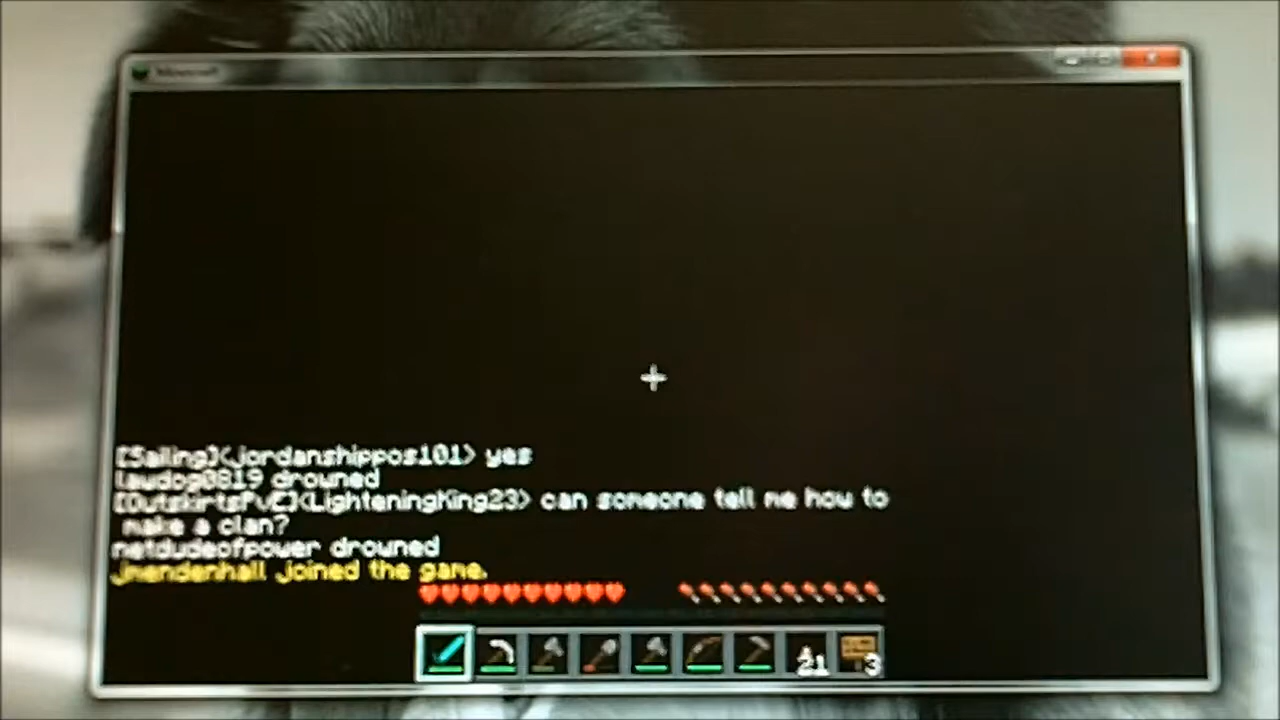 Minecraft
[Sailing]<jordanshippos101> yes
laudog0819 drowned
[OutskirtsPvE]<LighteningKing23> can someone tell me how to
make a clan?
netdudeofpower drowned
Jmendenhall joined the game.
21
3